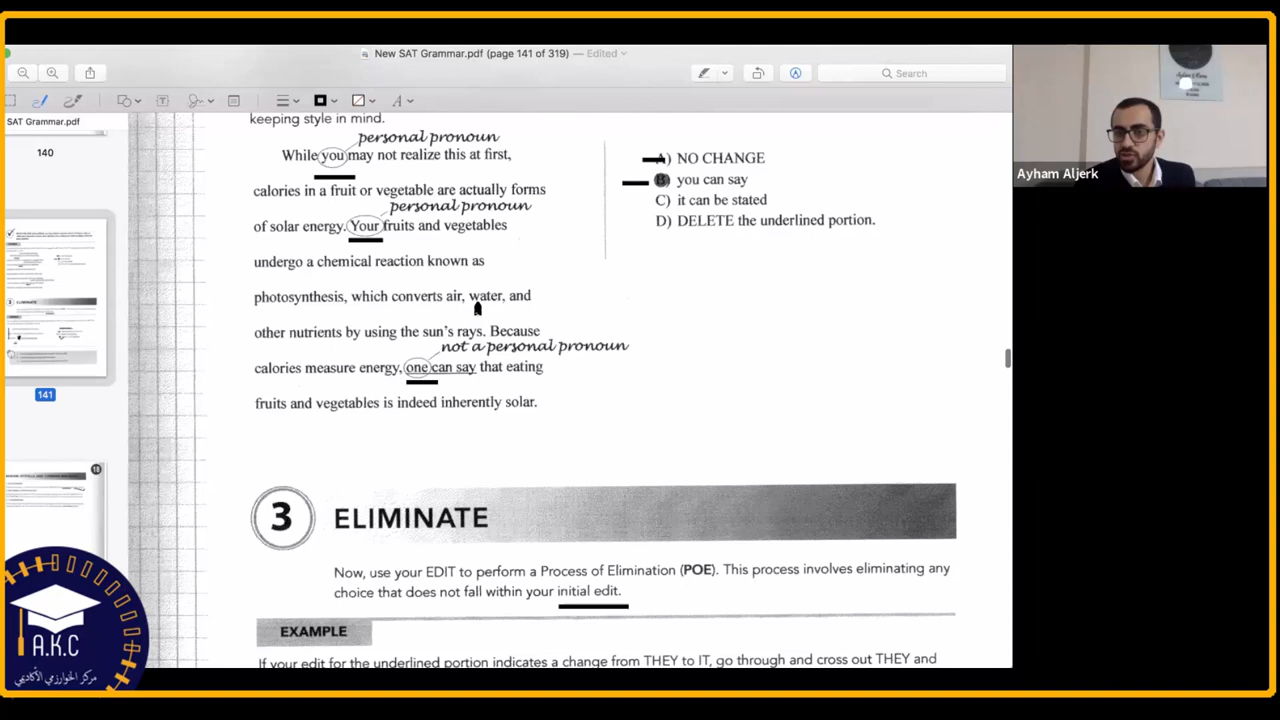 New SAT Grammar.pdf (page 141 of 319) — Edited
Search
SAT Grammar.pdf
140
141
keeping style in mind.
personal pronoun
While you may not realize this at first,
calories in a fruit or vegetable are actually forms
personal pronoun
of solar energy. Your fruits and vegetables
undergo a chemical reaction known as
photosynthesis, which converts air, water, and
other nutrients by using the sun's rays. Because
not a personal pronoun
calories measure energy, one can say that eating
fruits and vegetables is indeed inherently solar.
A) NO CHANGE
B) you can say
C) it can be stated
D) DELETE the underlined portion.
3 ELIMINATE
Now, use your EDIT to perform a Process of Elimination (POE). This process involves eliminating any
choice that does not fall within your initial edit.
EXAMPLE
If your edit for the underlined portion indicates a change from THEY to IT, go through and cross out THEY and
Ayham Aljerk
A.K.C
مركز الخوارزمي الأكاديمي